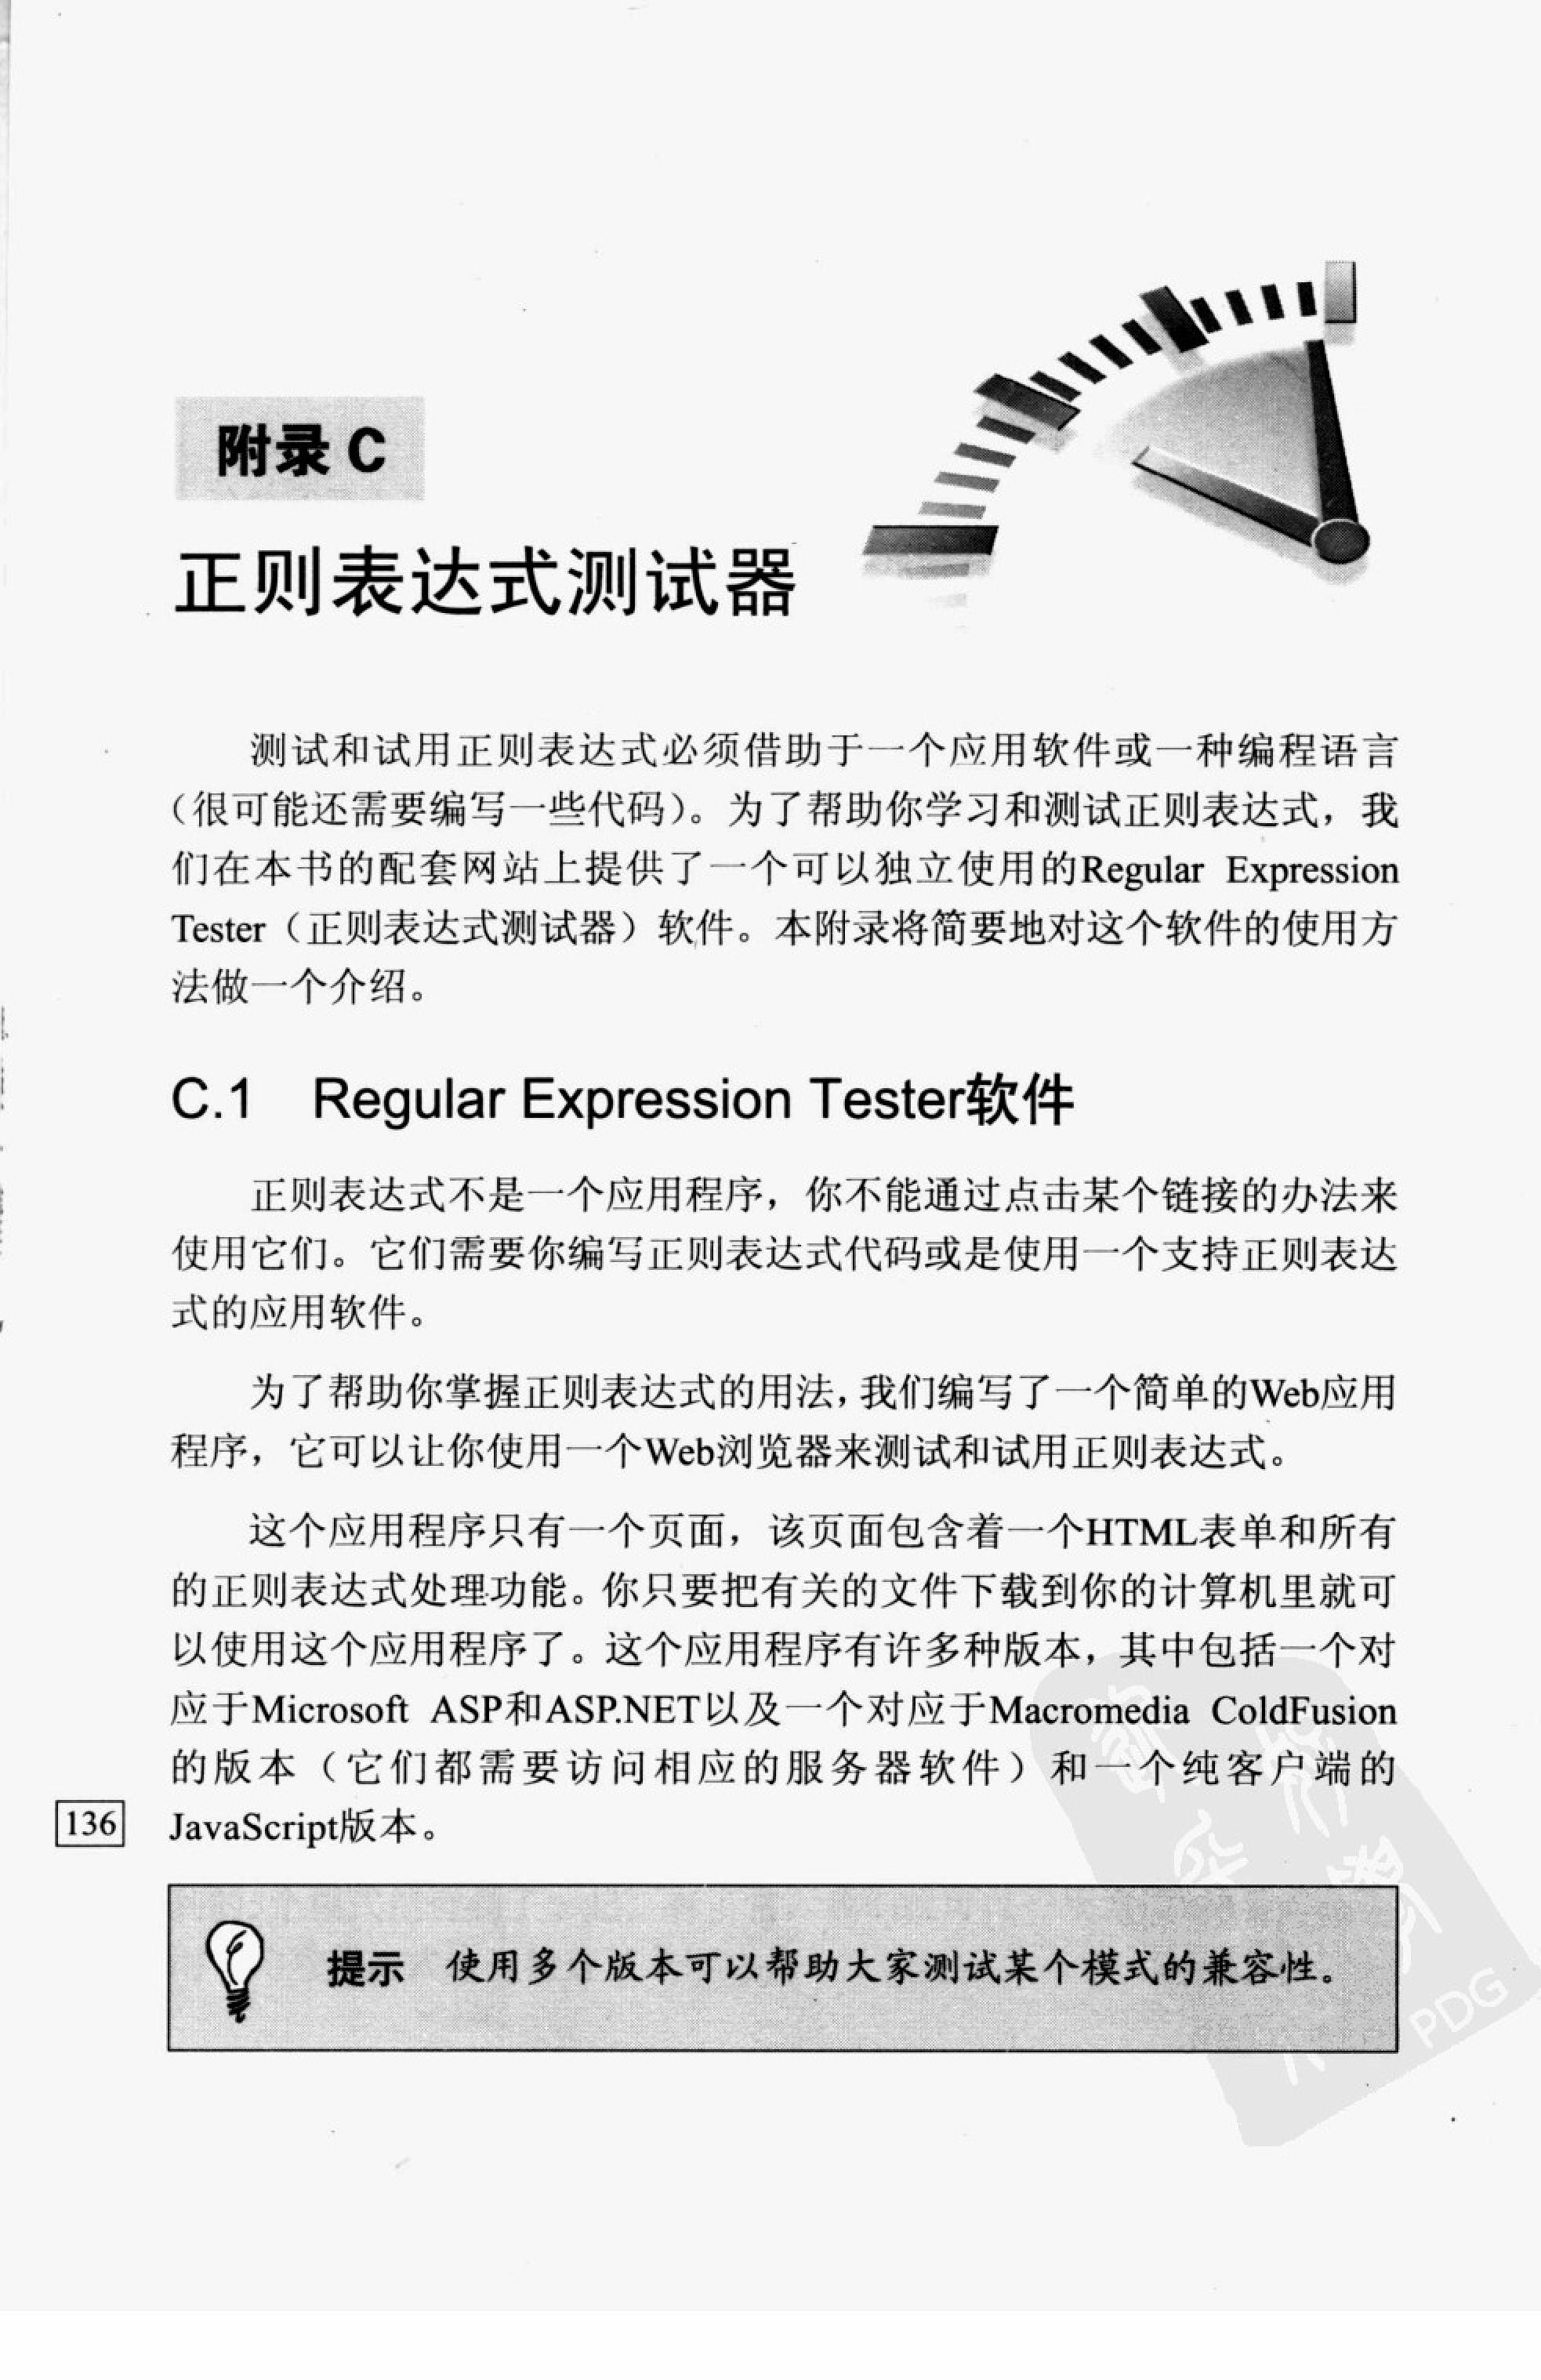 附录 C
正则表达式测试器
测试和试用正则表达式必须借助于一个应用软件或一种编程语言
（很可能还需要编写一些代码）。为了帮助你学习和测试正则表达式，我
们在本书的配套网站上提供了一个可以独立使用的Regular Expression
Tester（正则表达式测试器）软件。本附录将简要地对这个软件的使用方
法做一个介绍。
C.1 Regular Expression Tester软件
正则表达式不是一个应用程序，你不能通过点击某个链接的办法来
使用它们。它们需要你编写正则表达式代码或是使用一个支持正则表达
式的应用软件。
为了帮助你掌握正则表达式的用法，我们编写了一个简单的Web应用
程序，它可以让你使用一个Web浏览器来测试和试用正则表达式。
这个应用程序只有一个页面，该页面包含着一个HTML表单和所有
的正则表达式处理功能。你只要把有关的文件下载到你的计算机里就可
以使用这个应用程序了。这个应用程序有许多种版本，其中包括一个对
应于Microsoft ASP和ASP.NET以及一个对应于Macromedia ColdFusion
的版本（它们都需要访问相应的服务器软件）和一个纯客户端的
136 JavaScript版本。
提示 使用多个版本可以帮助大家测试某个模式的兼容性。
PDG